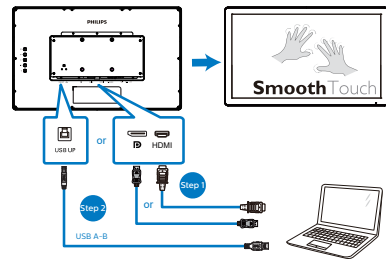 PHILIPS
SmoothTouch
USB UP
or
HDMI
Step 1
Step 2
or
USB A-B